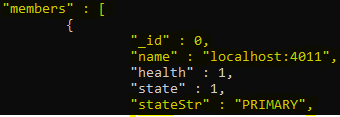 "members" : [
{
"_id" : 0,
"name" : "localhost:4011",
"health" : 1,
"state" : 1,
"stateStr" : "PRIMARY",